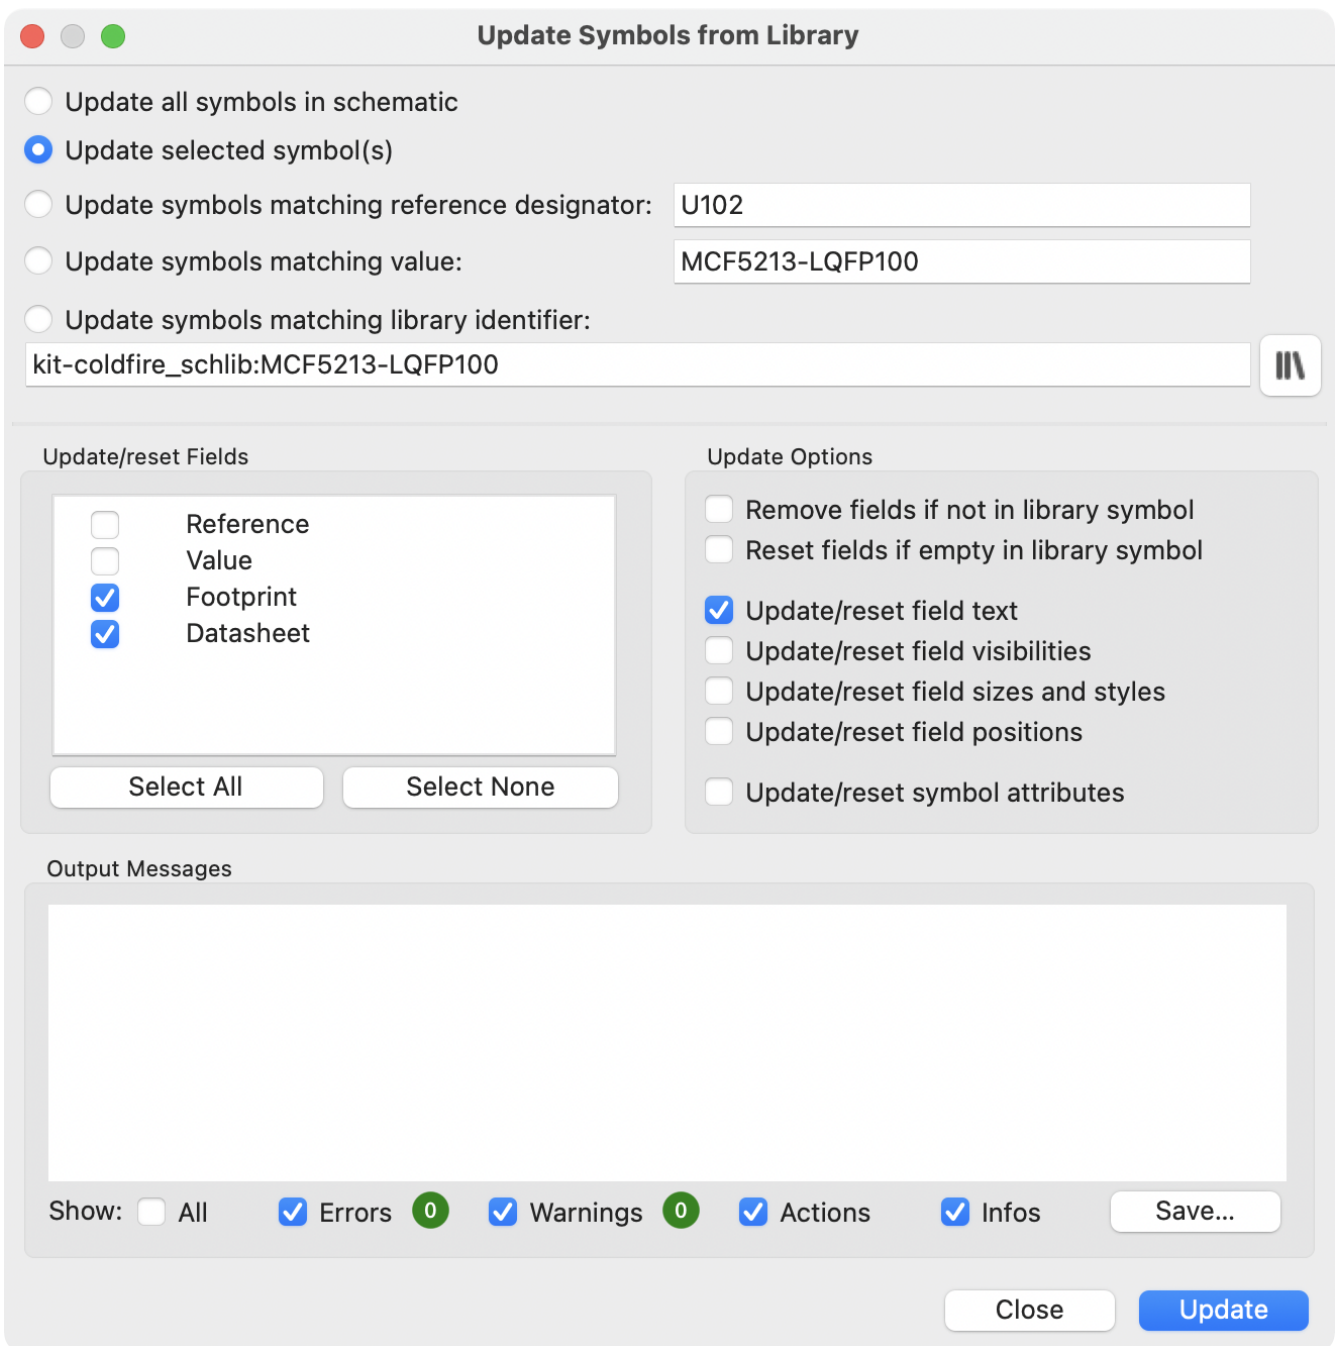 Update Symbols from Library
Update all symbols in schematic
Update selected symbol(s)
Update symbols matching reference designator: U102
Update symbols matching value: MCF5213-LQFP100
Update symbols matching library identifier:
kit-coldfire_schlib:MCF5213-LQFP100
Update/reset Fields
Reference
Value
Footprint
Datasheet
Select All Select None
Update Options
Remove fields if not in library symbol
Reset fields if empty in library symbol
Update/reset field text
Update/reset field visibilities
Update/reset field sizes and styles
Update/reset field positions
Update/reset symbol attributes
Output Messages
Show: All Errors 0 Warnings 0 Actions Infos Save...
Close Update